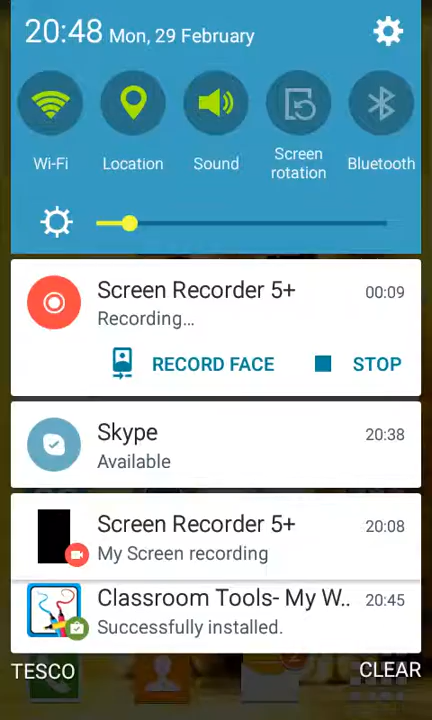 20:48 Mon, 29 February
Wi-Fi
Location
Sound
Screen rotation
Bluetooth
Screen Recorder 5+ 00:09
Recording...
RECORD FACE STOP
Skype 20:38
Available
Screen Recorder 5+ 20:08
My Screen recording
Classroom Tools- My W.. 20:45
Successfully installed.
TESCO CLEAR